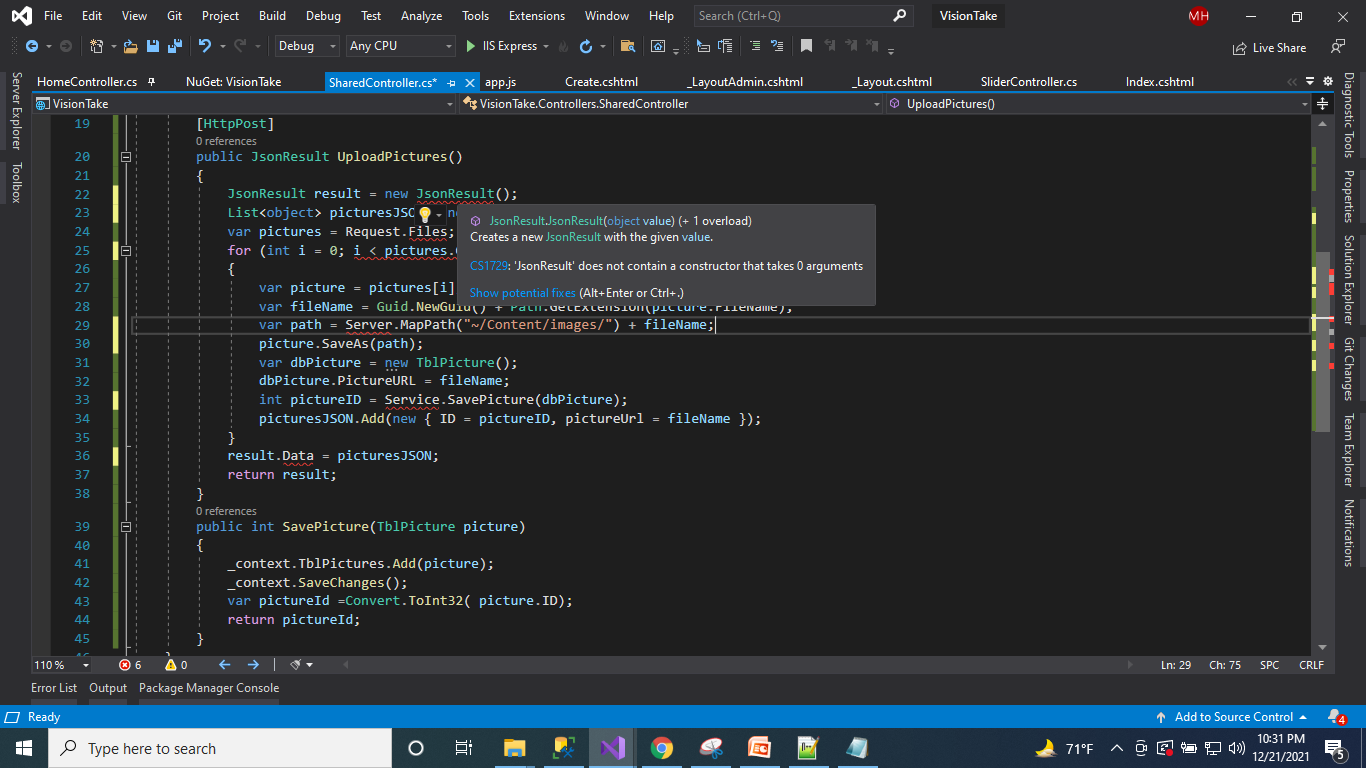 File Edit View Git Project Build Debug Test Analyze Tools Extensions Window Help Search (Ctrl+Q) VisionTake MH
Debug Any CPU IIS Express Live Share
HomeController.cs NuGet: VisionTake SharedController.cs* app.js Create.cshtml _LayoutAdmin.cshtml _Layout.cshtml SliderController.cs Index.cshtml
VisionTake VisionTake.Controllers.SharedController UploadPictures()
Server Explorer
Toolbox
19 [HttpPost]
0 references
20 public JsonResult UploadPictures()
21 {
22 JsonResult result = new JsonResult();
23 List<object> picturesJSO
24 var pictures = Request.Files;
25 for (int i = 0; i < pictures.
26 {
27 var picture = pictures[i]
28 var fileName = Guid.NewGuid() + Path.GetExtension(picture.FileName);
29 var path = Server.MapPath("~/Content/images/") + fileName;
30 picture.SaveAs(path);
31 var dbPicture = new TblPicture();
32 dbPicture.PictureURL = fileName;
33 int pictureID = Service.SavePicture(dbPicture);
34 picturesJSON.Add(new { ID = pictureID, pictureUrl = fileName });
35 }
36 result.Data = picturesJSON;
37 return result;
38 }
0 references
39 public int SavePicture(TblPicture picture)
40 {
41 _context.TblPictures.Add(picture);
42 _context.SaveChanges();
43 var pictureId =Convert.ToInt32( picture.ID);
44 return pictureId;
45 }
JsonResult.JsonResult(object value) (+ 1 overload)
Creates a new JsonResult with the given value.
CS1729: 'JsonResult' does not contain a constructor that takes 0 arguments
Show potential fixes (Alt+Enter or Ctrl+.)
Diagnostic Tools
Properties
Solution Explorer
Git Changes
Team Explorer
Notifications
110 % 6 0 Ln: 29 Ch: 75 SPC CRLF
Error List Output Package Manager Console
Ready Add to Source Control 4
Type here to search 71°F 10:31 PM
12/21/2021 5